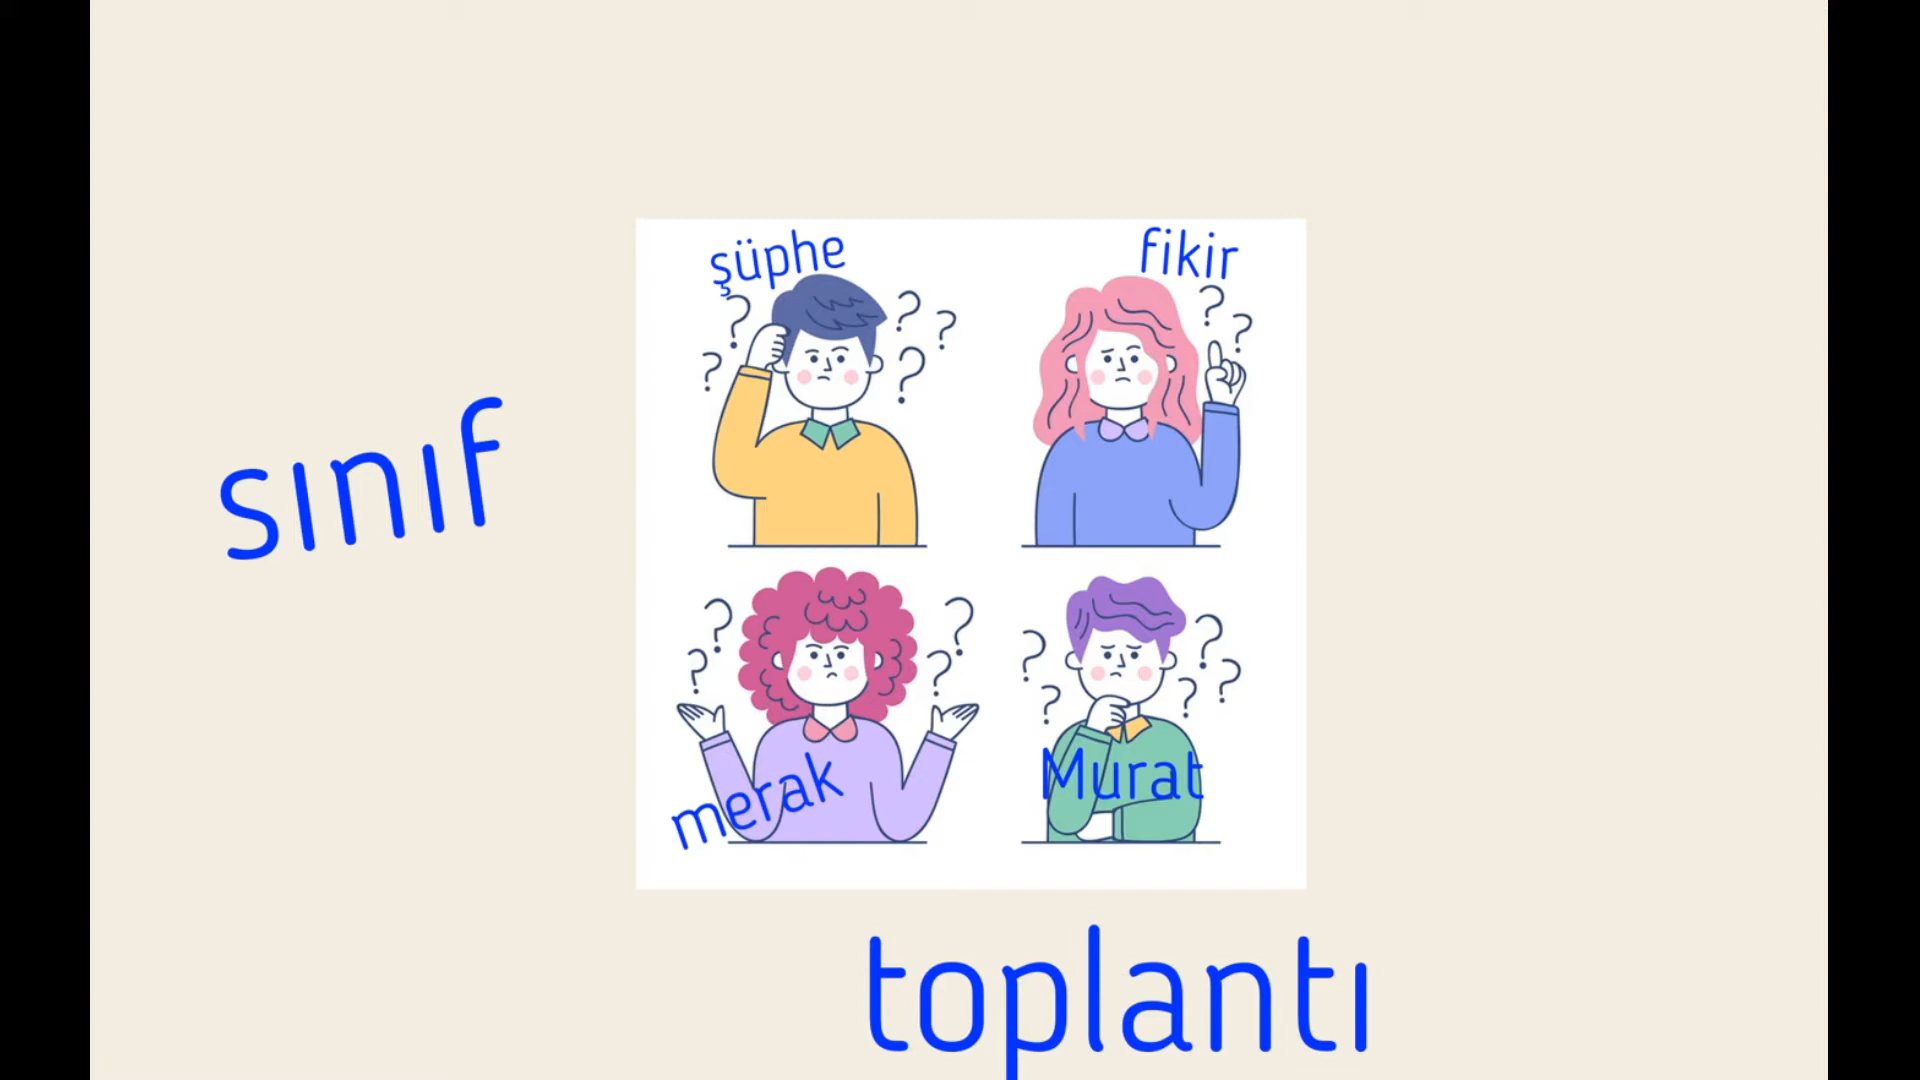 şüphe
fikir
sınıf
merak
Murat
toplantı